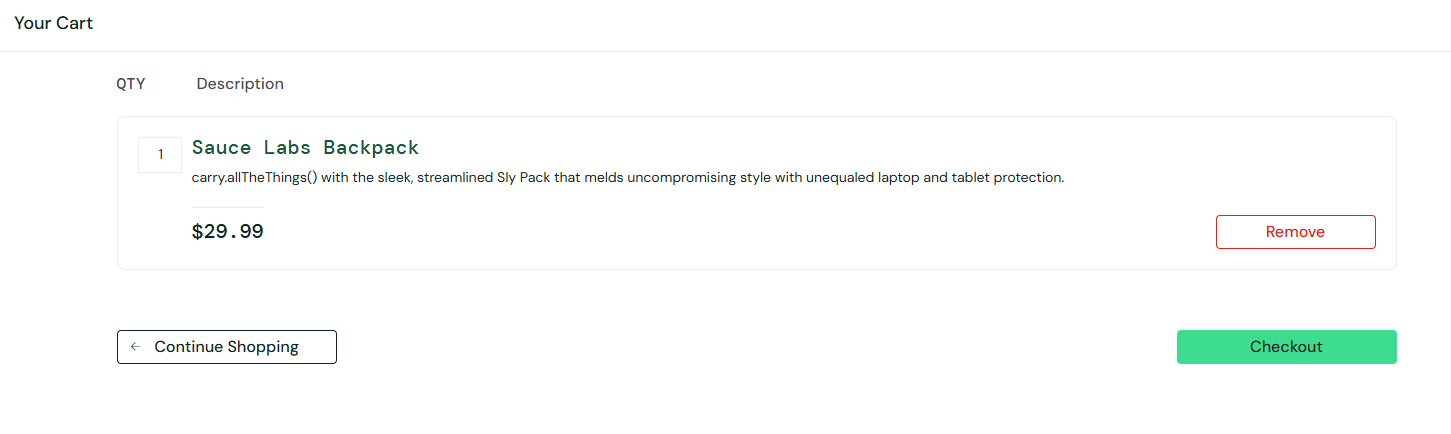 Your Cart
QTY Description
1 Sauce Labs Backpack
carry.allTheThings() with the sleek, streamlined Sly Pack that melds uncompromising style with unequaled laptop and tablet protection.
$29.99 Remove
← Continue Shopping Checkout